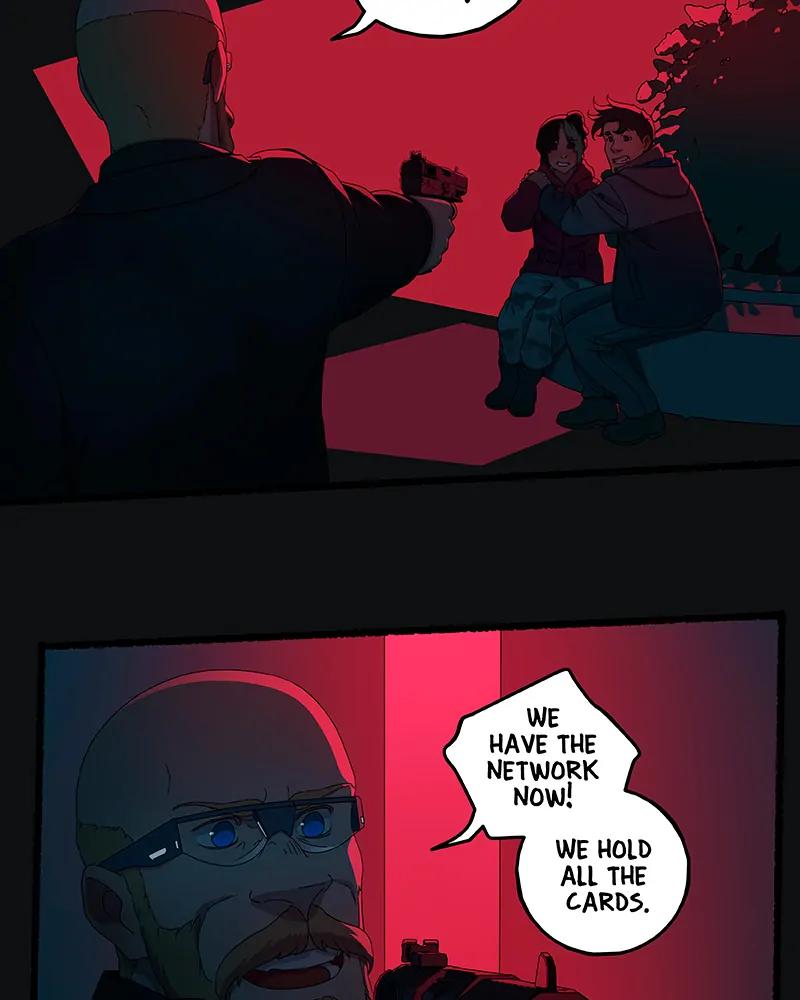 WE
HAVE THE
NETWORK
NOW!
WE HOLD
ALL THE
CARDS.